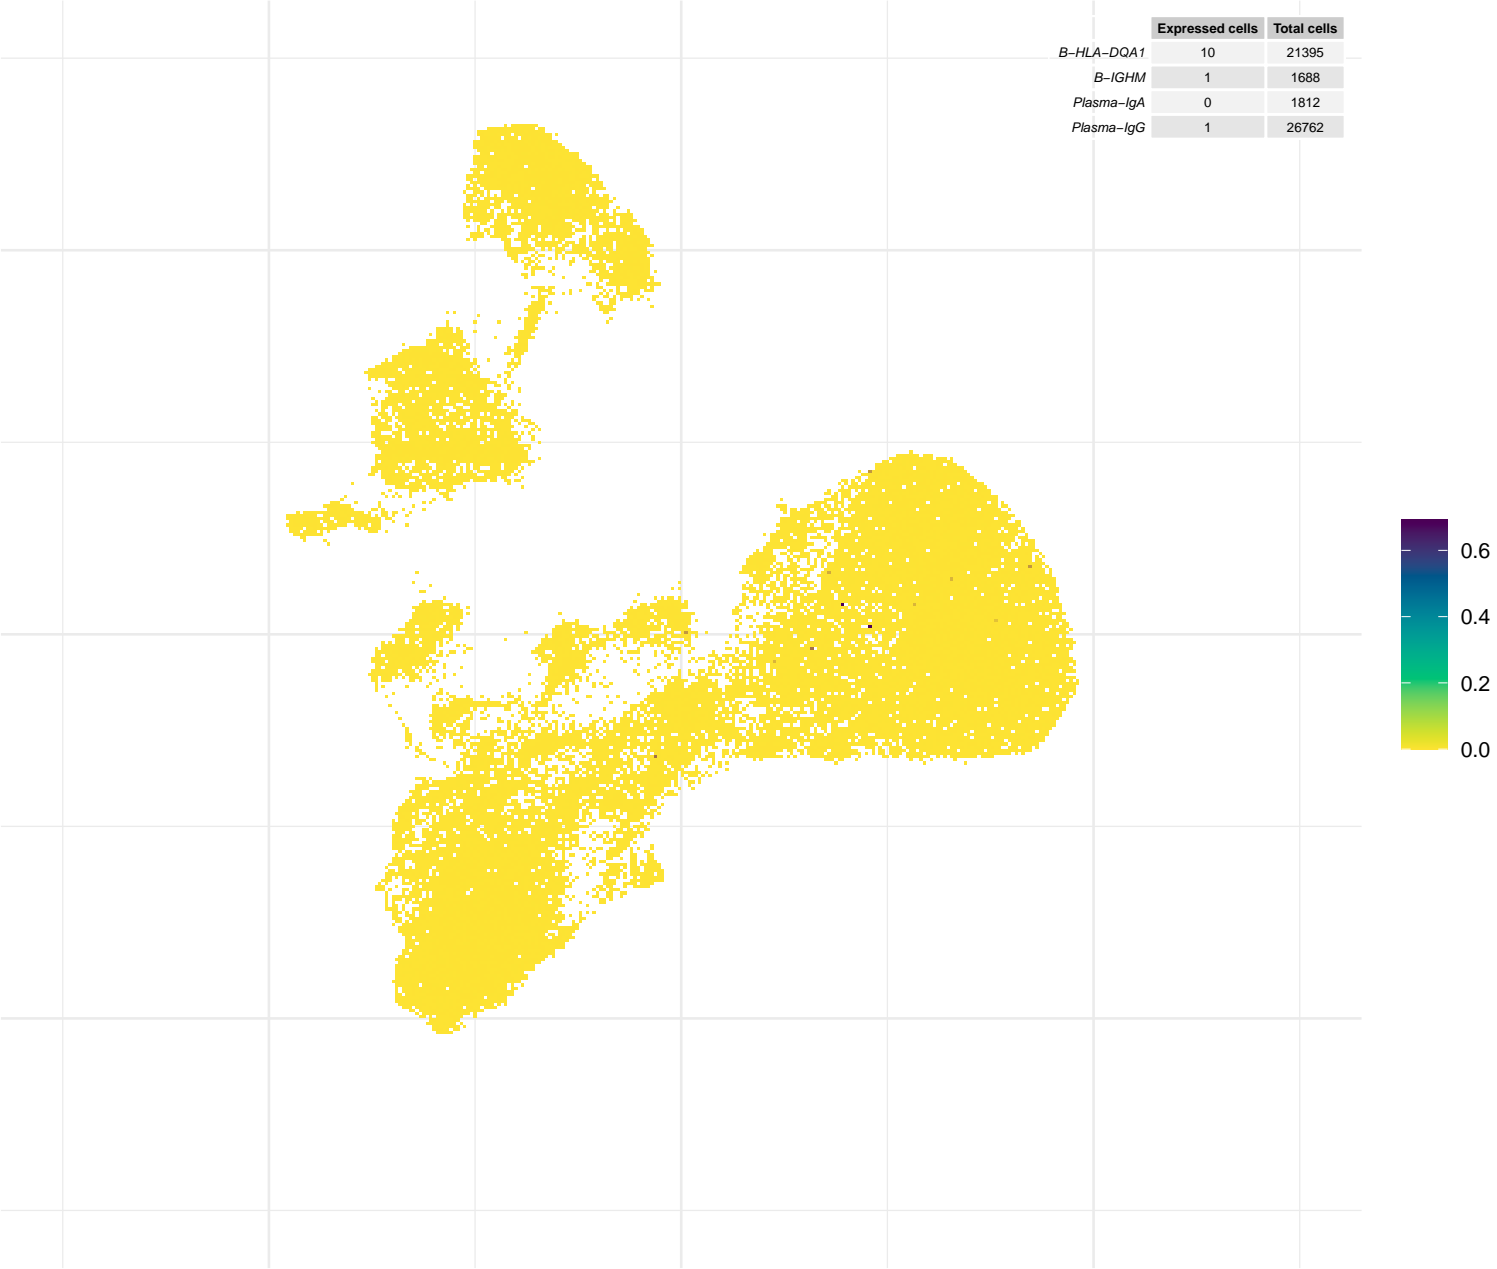 Expressed cells Total cells
B−HLA−DQA1 10 21395
B−IGHM 1 1688
Plasma−IgA 0 1812
Plasma−IgG 1 26762
0.6
0.4
0.2
0.0